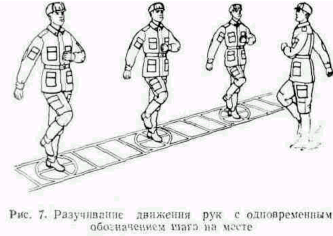 Рис. 7. Разучивание движения рук с одновременным
обозначением шага на месте